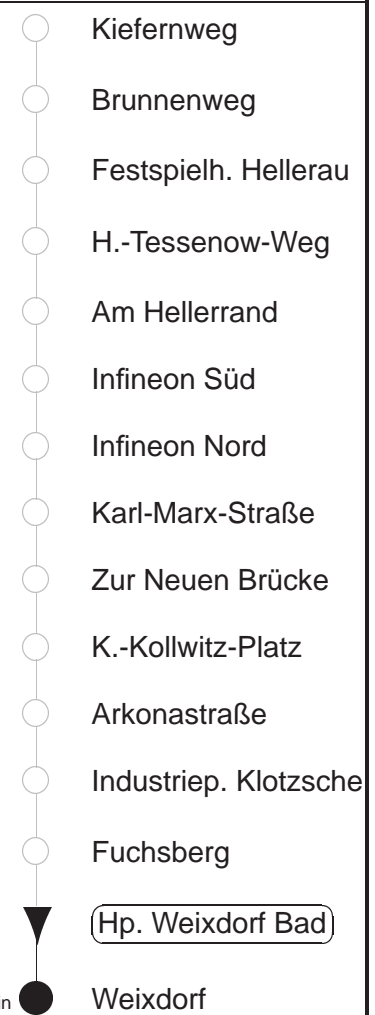 Kiefernweg
Brunnenweg
Festspielh. Hellerau
H.-Tessenow-Weg
Am Hellerrand
Infineon Süd
Infineon Nord
Karl-Marx-Straße
Zur Neuen Brücke
K.-Kollwitz-Platz
Arkonastraße
Industriep. Klotzsche
Fuchsberg
Hp. Weixdorf Bad
Weixdorf